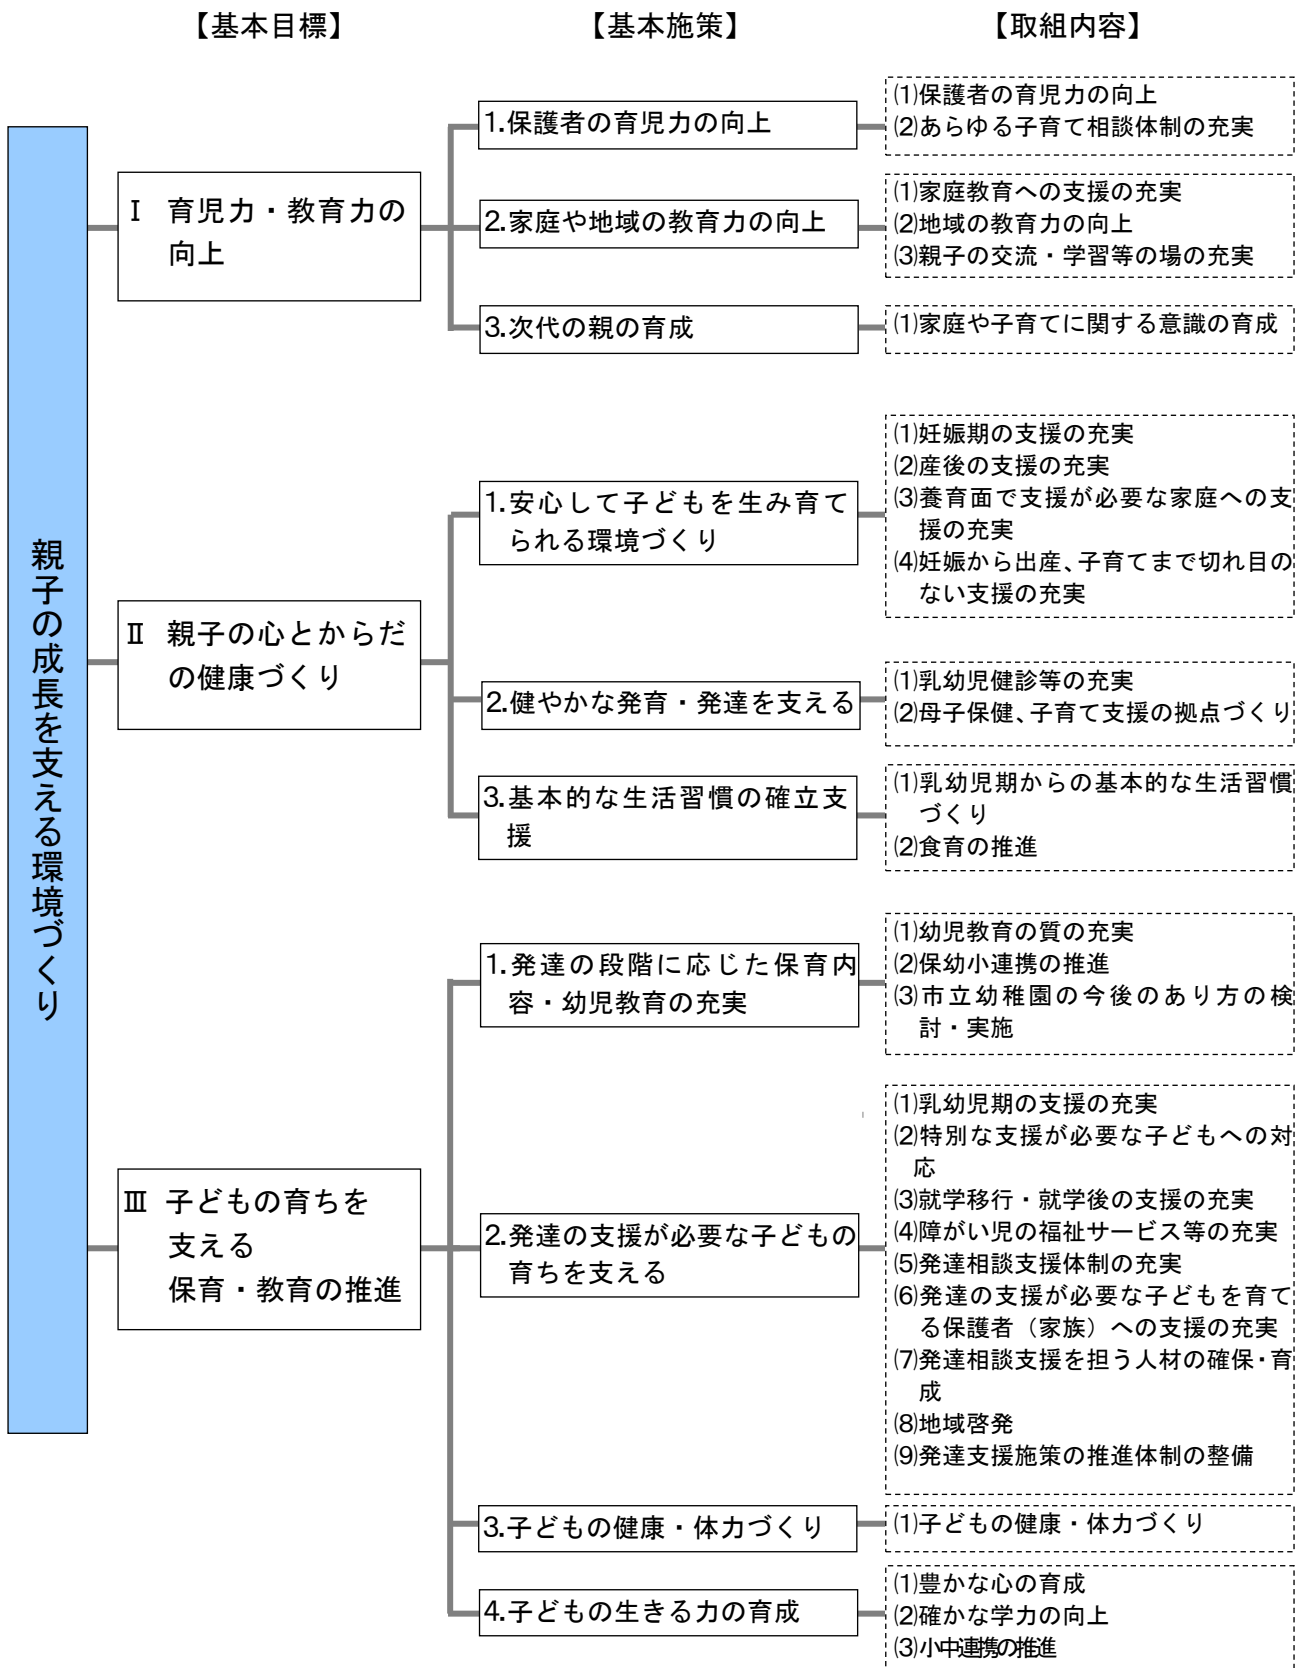 【基本目標】
【基本施策】
【取組内容】
親子の成長を支える環境づくり
Ⅰ 育児力・教育力の
向上
1.保護者の育児力の向上
⑴保護者の育児力の向上
⑵あらゆる子育て相談体制の充実
2.家庭や地域の教育力の向上
⑴家庭教育への支援の充実
⑵地域の教育力の向上
⑶親子の交流・学習等の場の充実
3.次代の親の育成
⑴家庭や子育てに関する意識の育成
Ⅱ 親子の心とからだ
の健康づくり
1.安心して子どもを生み育て
られる環境づくり
⑴妊娠期の支援の充実
⑵産後の支援の充実
⑶養育面で支援が必要な家庭への支
援の充実
⑷妊娠から出産、子育てまで切れ目の
ない支援の充実
2.健やかな発育・発達を支える
⑴乳幼児健診等の充実
⑵母子保健、子育て支援の拠点づくり
3.基本的な生活習慣の確立支
援
⑴乳幼児期からの基本的な生活習慣
づくり
⑵食育の推進
Ⅲ 子どもの育ちを
支える
保育・教育の推進
1.発達の段階に応じた保育内
容・幼児教育の充実
⑴幼児教育の質の充実
⑵保幼小連携の推進
⑶市立幼稚園の今後のあり方の検
討・実施
2.発達の支援が必要な子どもの
育ちを支える
⑴乳幼児期の支援の充実
⑵特別な支援が必要な子どもへの対
応
⑶就学移行・就学後の支援の充実
⑷障がい児の福祉サービス等の充実
⑸発達相談支援体制の充実
⑹発達の支援が必要な子どもを育て
る保護者（家族）への支援の充実
⑺発達相談支援を担う人材の確保・育
成
⑻地域啓発
⑼発達支援施策の推進体制の整備
3.子どもの健康・体力づくり
⑴子どもの健康・体力づくり
4.子どもの生きる力の育成
⑴豊かな心の育成
⑵確かな学力の向上
⑶小中連携の推進